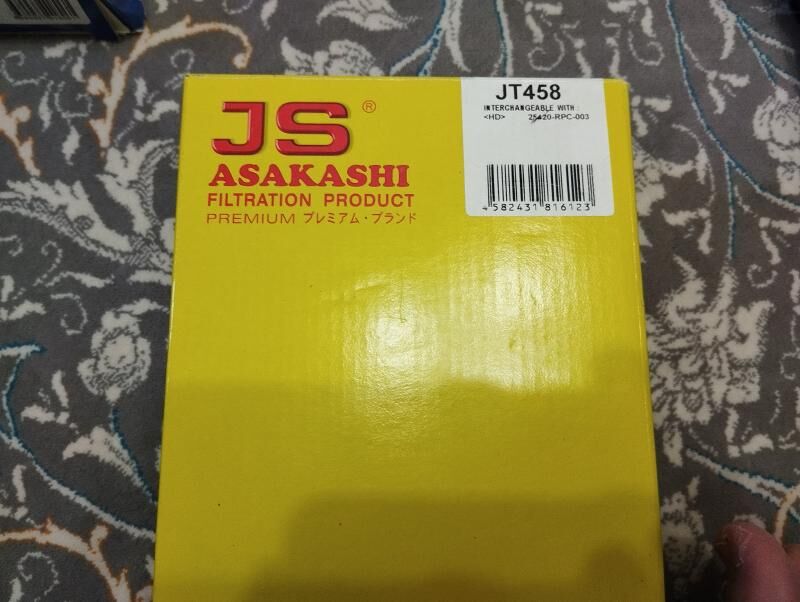 JS®
ASAKASHI
FILTRATION PRODUCT
PREMIUM プレミアム・ブランド
JT458
INTERCHANGEABLE WITH :
<HD> 25420-RPC-003
4 582431 816123